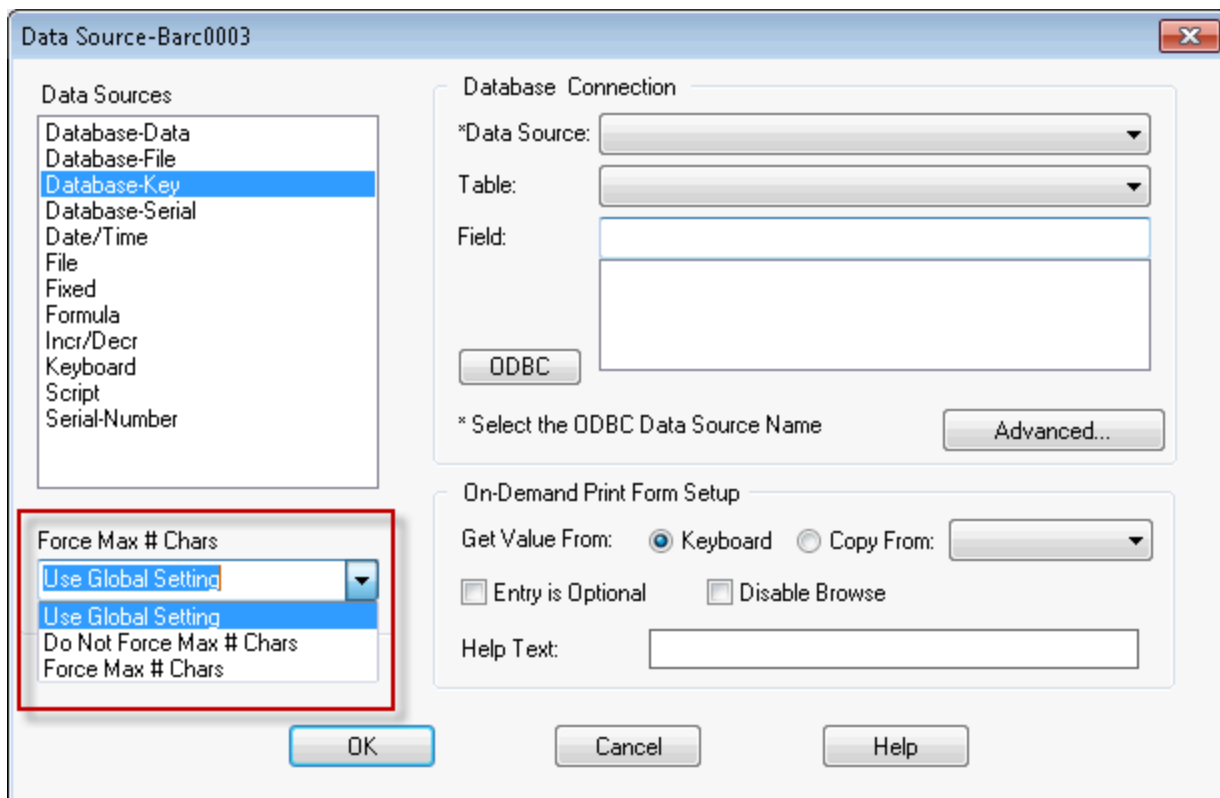 Data Source-Barc0003
Data Sources
Database-Data
Database-File
Database-Key
Database-Serial
Date/Time
File
Fixed
Formula
Incr/Decr
Keyboard
Script
Serial-Number
Force Max # Chars
Use Global Setting
Use Global Setting
Do Not Force Max # Chars
Force Max # Chars
Database Connection
*Data Source:
Table:
Field:
ODBC
* Select the ODBC Data Source Name
Advanced...
On-Demand Print Form Setup
Get Value From: Keyboard Copy From:
Entry is Optional Disable Browse
Help Text:
OK Cancel Help